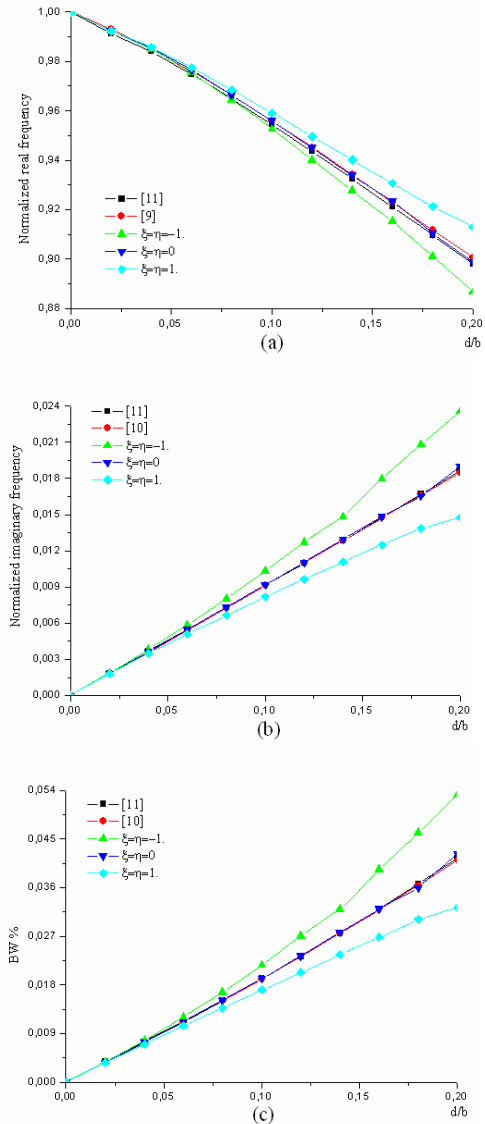 1,00
0,98
0,96
0,94
0,92
0,90
0,88
Normalized real frequency
[11]
[9]
ξ=η=-1.
ξ=η=0
ξ=η=1.
0,00
0,05
0,10
0,15
0,20
d/b
(a)
0,024
0,021
0,018
0,015
0,012
0,009
0,006
0,003
0,000
Normalized imaginary frequency
[11]
[10]
ξ=η=-1.
ξ=η=0
ξ=η=1.
0,00
0,05
0,10
0,15
0,20
d/b
(b)
0,054
0,045
0,036
0,027
0,018
0,009
0,000
BW %
[11]
[10]
ξ=η=-1.
ξ=η=0
ξ=η=1.
0,00
0,05
0,10
0,15
0,20
d/b
(c)